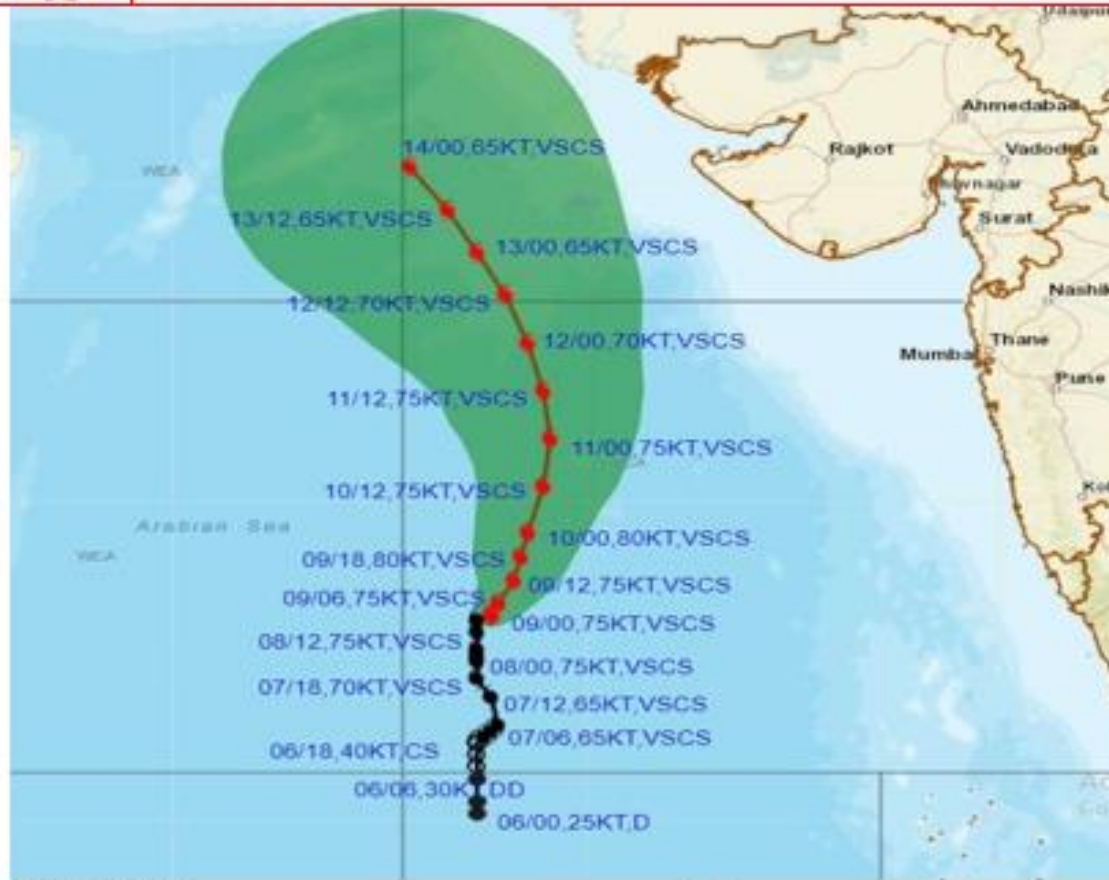 Udaipur
Ahmedabad
14/00,65KT,VSCS
Rajkot
Vadodara
WEA
13/12,65KT,VSCS
Surat
13/00,65KT,VSCS
12/12,70KT,VSCS
Nashik
12/00,70KT,VSCS
Thane
Mumbai
Pune
11/12,75KT,VSCS
11/00,75KT,VSCS
10/12,75KT,VSCS
Arabian Sea
10/00,80KT,VSCS
WEA
09/18,80KT,VSCS
09/12,75KT,VSCS
09/06,75KT,VSCS
09/00,75KT,VSCS
08/12,75KT,VSCS
08/00,75KT,VSCS
07/18,70KT,VSCS
07/12,65KT,VSCS
07/06,65KT,VSCS
06/18,40KT,CS
06/06,30KT,DD
06/00,25KT,D